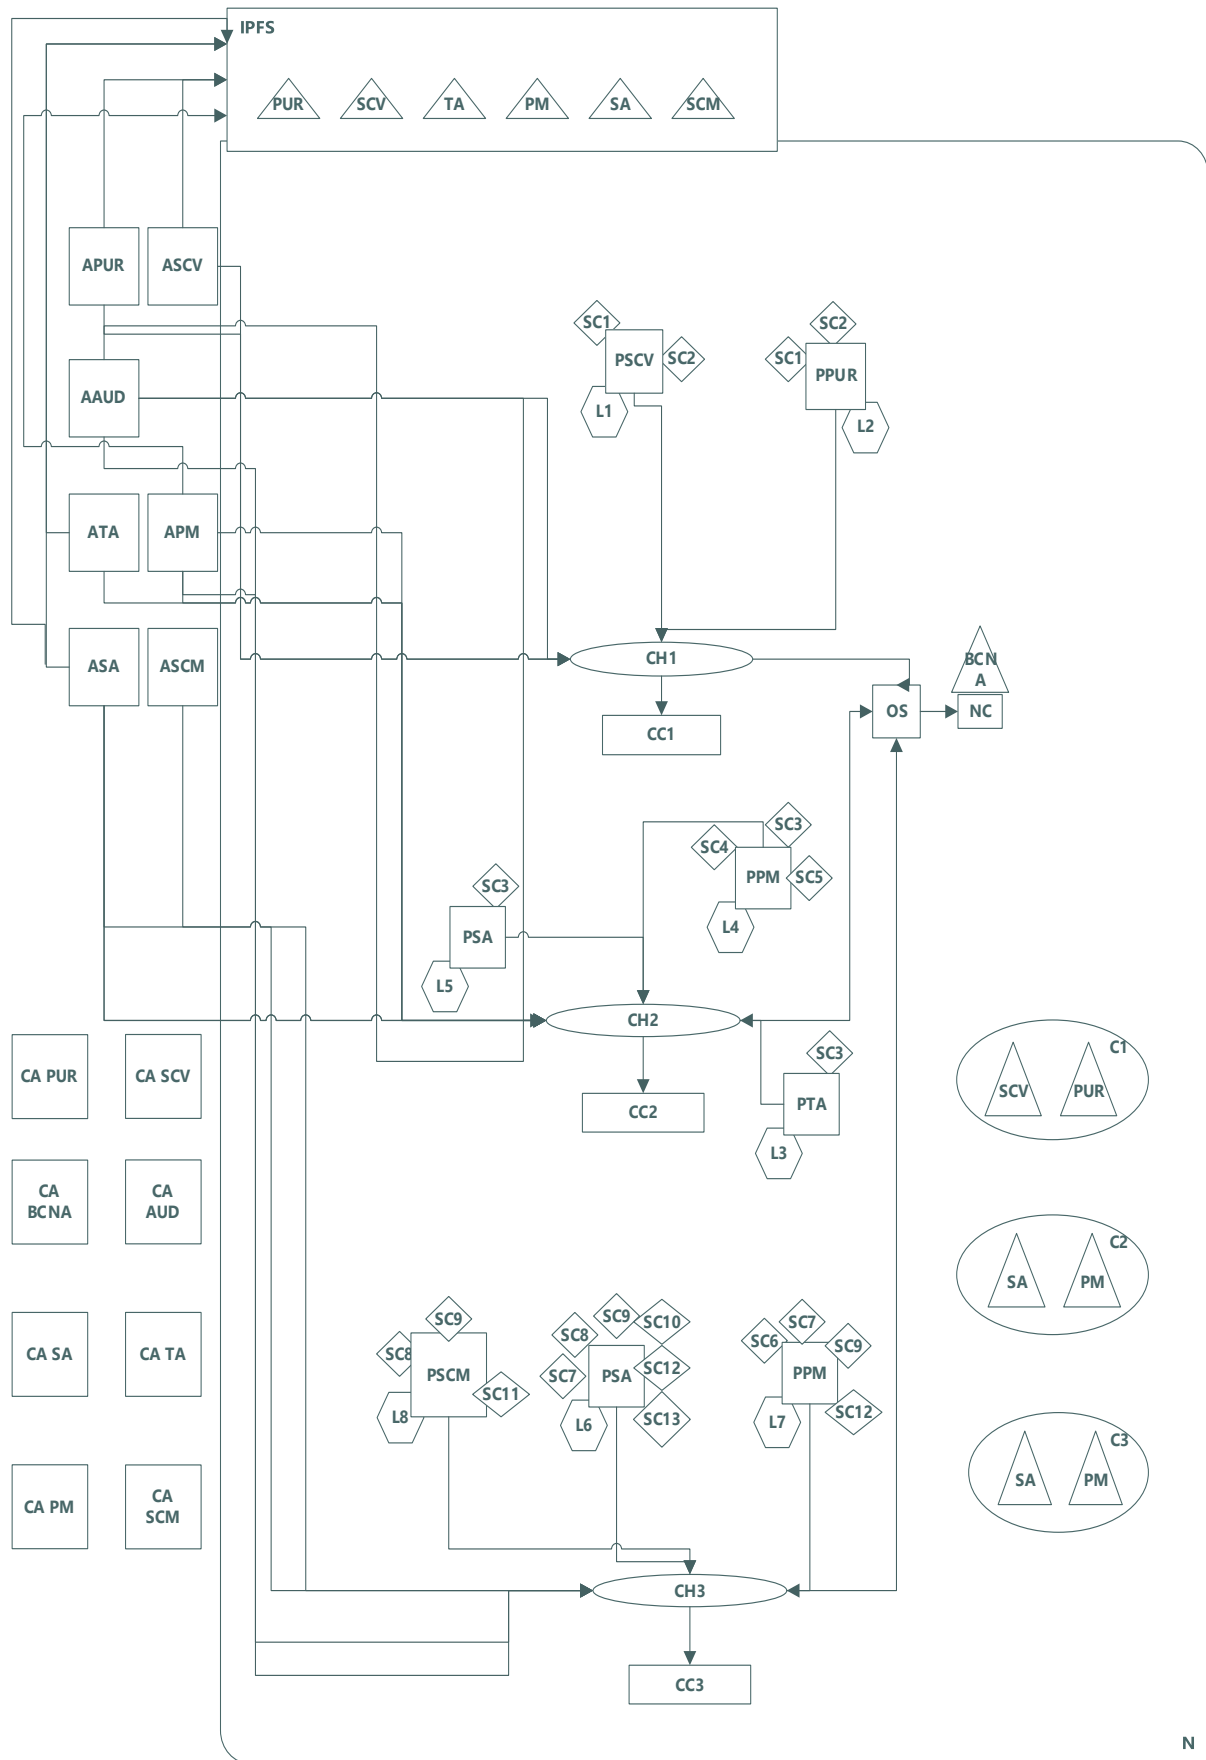 IPFS
PUR
SCV
TA
PM
SA
SCM
APUR
ASCV
SC1
SC2
PSCV
SC2
SC1
PPUR
L1
L2
AAUD
ATA
APM
ASA
ASCM
CH1
BCN
A
OS
NC
CC1
SC3
SC4
PPM
SC5
SC3
L4
PSA
L5
CH2
SC3
PTA
CC2
L3
CA PUR
CA SCV
C1
SCV
PUR
CA
BCNA
CA
AUD
C2
SA
PM
CA SA
CA TA
SC9
SC8
PSCM
SC11
L8
SC9
SC10
SC8
SC12
SC7
PSA
SC13
L6
SC7
SC6
SC9
PPM
SC12
L7
C3
SA
PM
CA PM
CA
SCM
CH3
CC3
N